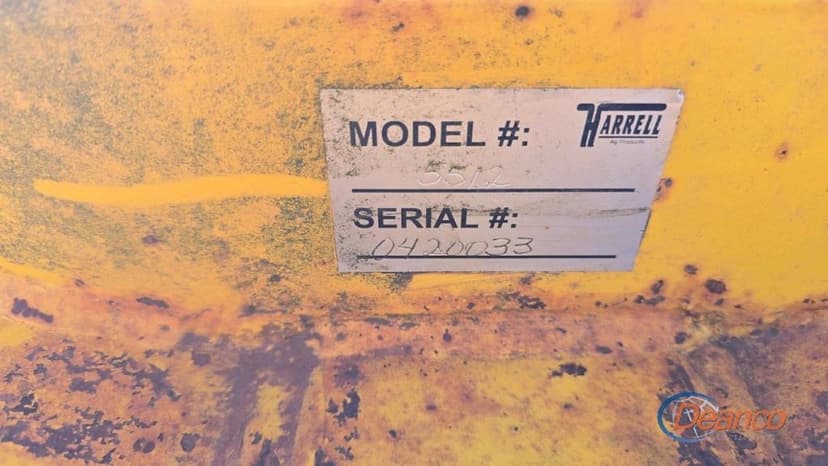 HARRELL
Ag Products
MODEL #:
5512
SERIAL #:
0420033
Deanco